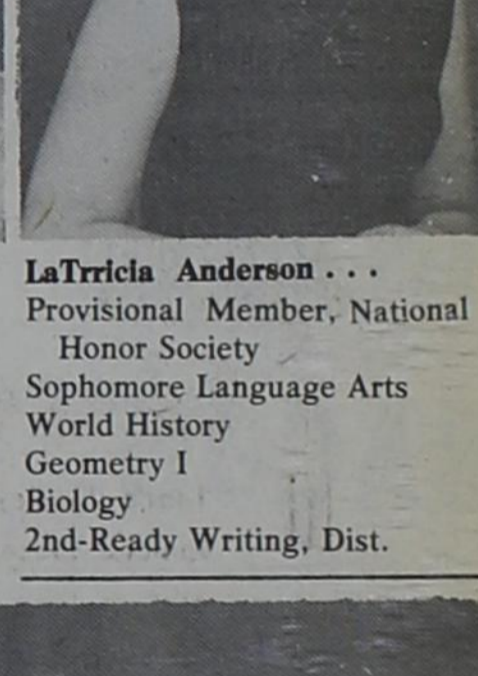 LaTrricia Anderson . . .
Provisional Member, National
Honor Society
Sophomore Language Arts
World History
Geometry I
Biology
2nd-Ready Writing, Dist.